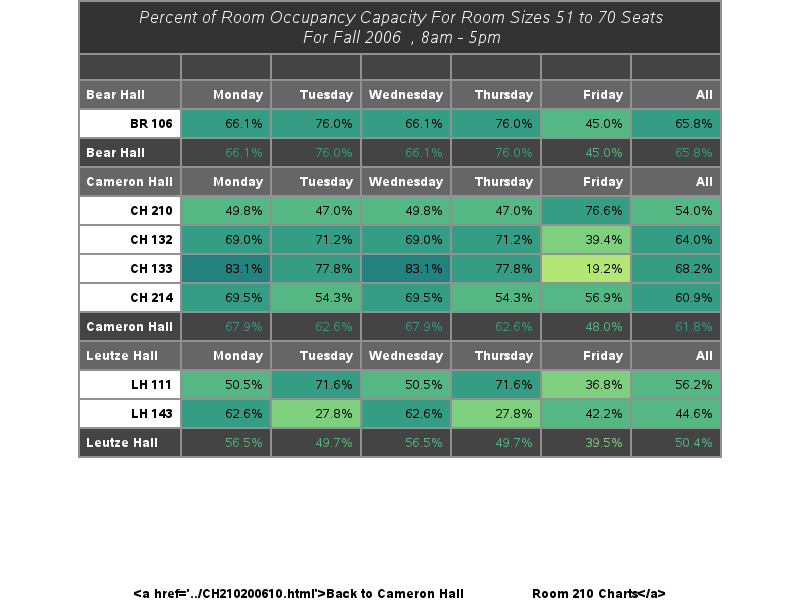 Percent of Room Occupancy Capacity For Room Sizes 51 to 70 Seats
For Fall 2006 , 8am - 5pm
Bear Hall Monday Tuesday Wednesday Thursday Friday All
BR 106 66.1% 76.0% 66.1% 76.0% 45.0% 65.8%
Bear Hall 66.1% 76.0% 66.1% 76.0% 45.0% 65.8%
Cameron Hall Monday Tuesday Wednesday Thursday Friday All
CH 210 49.8% 47.0% 49.8% 47.0% 76.6% 54.0%
CH 132 69.0% 71.2% 69.0% 71.2% 39.4% 64.0%
CH 133 83.1% 77.8% 83.1% 77.8% 19.2% 68.2%
CH 214 69.5% 54.3% 69.5% 54.3% 56.9% 60.9%
Cameron Hall 67.9% 62.6% 67.9% 62.6% 48.0% 61.8%
Leutze Hall Monday Tuesday Wednesday Thursday Friday All
LH 111 50.5% 71.6% 50.5% 71.6% 36.8% 56.2%
LH 143 62.6% 27.8% 62.6% 27.8% 42.2% 44.6%
Leutze Hall 56.5% 49.7% 56.5% 49.7% 39.5% 50.4%
<a href='../CH210200610.html'>Back to Cameron Hall Room 210 Charts</a>